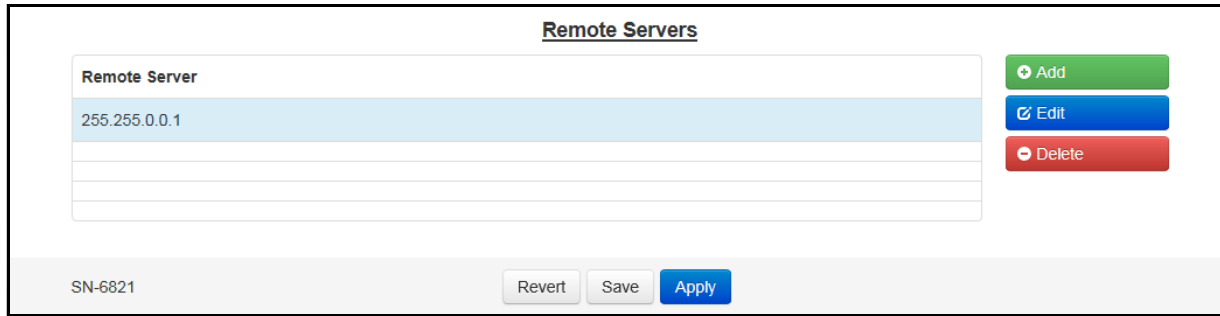 Remote Servers
Remote Server
255.255.0.0.1
Add
Edit
Delete
SN-6821
Revert Save Apply